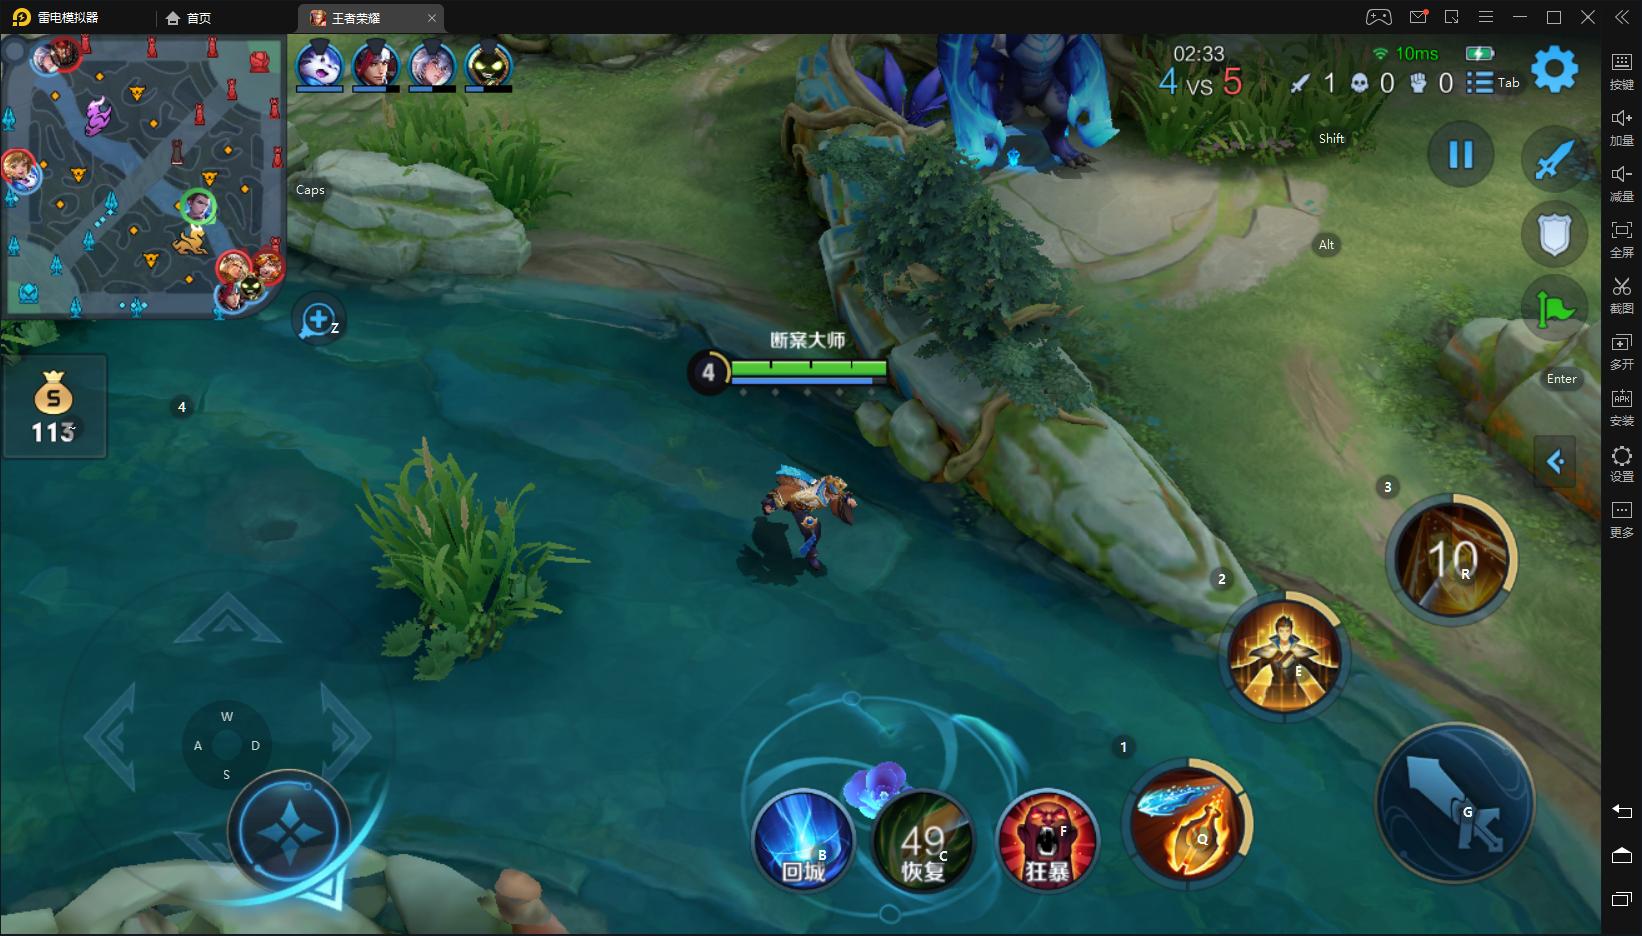 雷电模拟器
首页
王者荣耀
02:33
4 vs 5
10ms
1 0 0
Tab
Shift
Caps
Alt
Z
断案大师
4
113
4
Enter
3
10
R
2
E
W
A
D
S
1
G
回城
B
49
恢复
C
狂暴
F
Q
按键
加量
减量
全屏
截图
多开
APK
安装
设置
更多